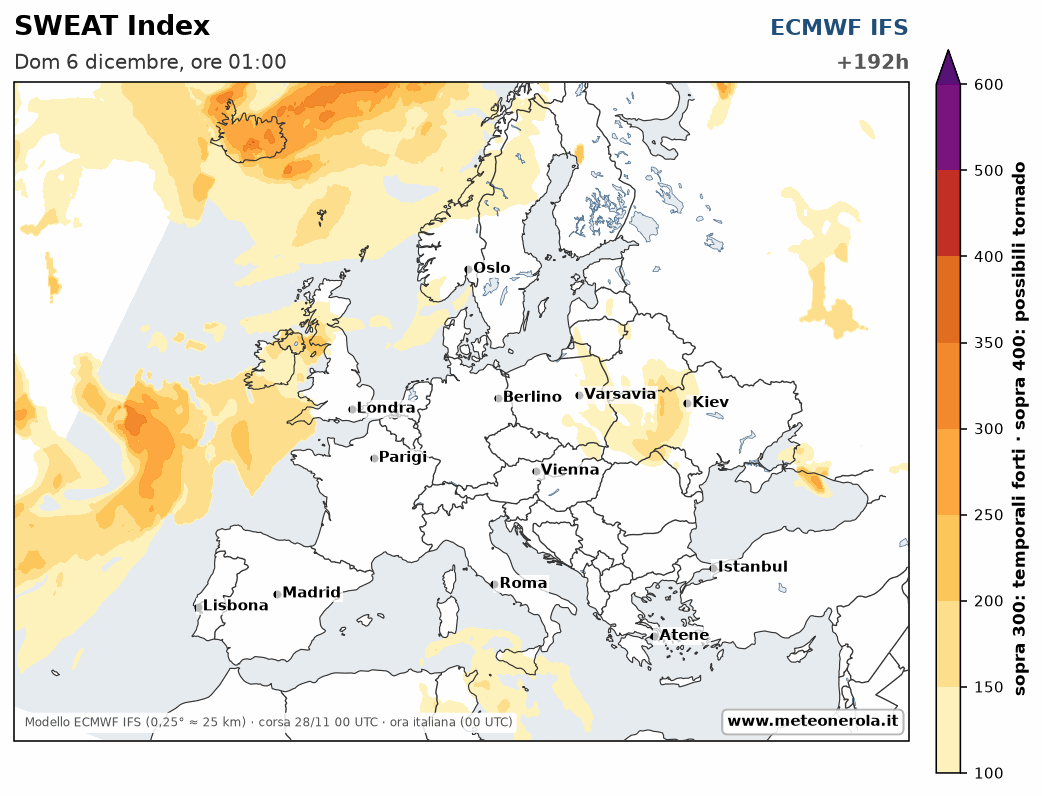 SWEAT Index
ECMWF IFS
Dom 6 dicembre, ore 01:00
+192h
Oslo
Londra
Berlino
Varsavia
Kiev
Parigi
Vienna
Istanbul
Roma
Madrid
Lisbona
Atene
Modello ECMWF IFS (0,25° ≈ 25 km) · corsa 28/11 00 UTC · ora italiana (00 UTC)
www.meteonerola.it
600
500
400
350
300
250
200
150
100
sopra 300: temporali forti · sopra 400: possibili tornado